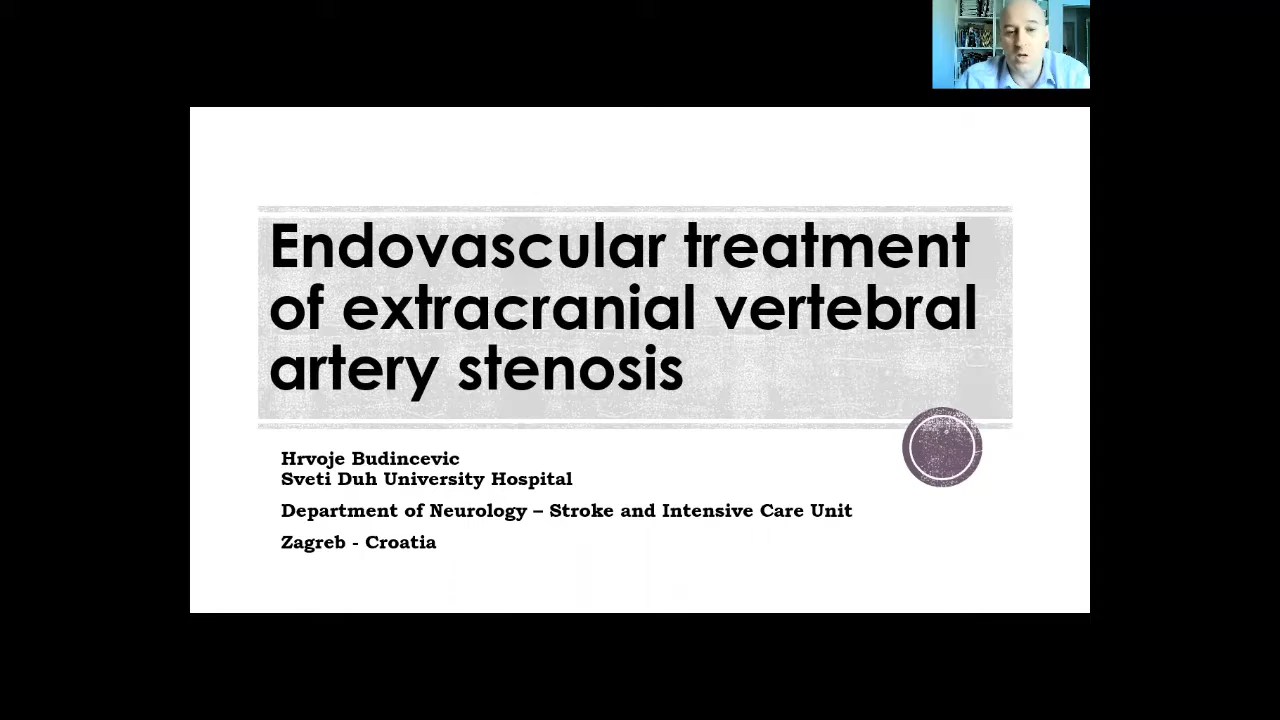 Endovascular treatment
of extracranial vertebral
artery stenosis
Hrvoje Budincevic
Sveti Duh University Hospital
Department of Neurology – Stroke and Intensive Care Unit
Zagreb - Croatia